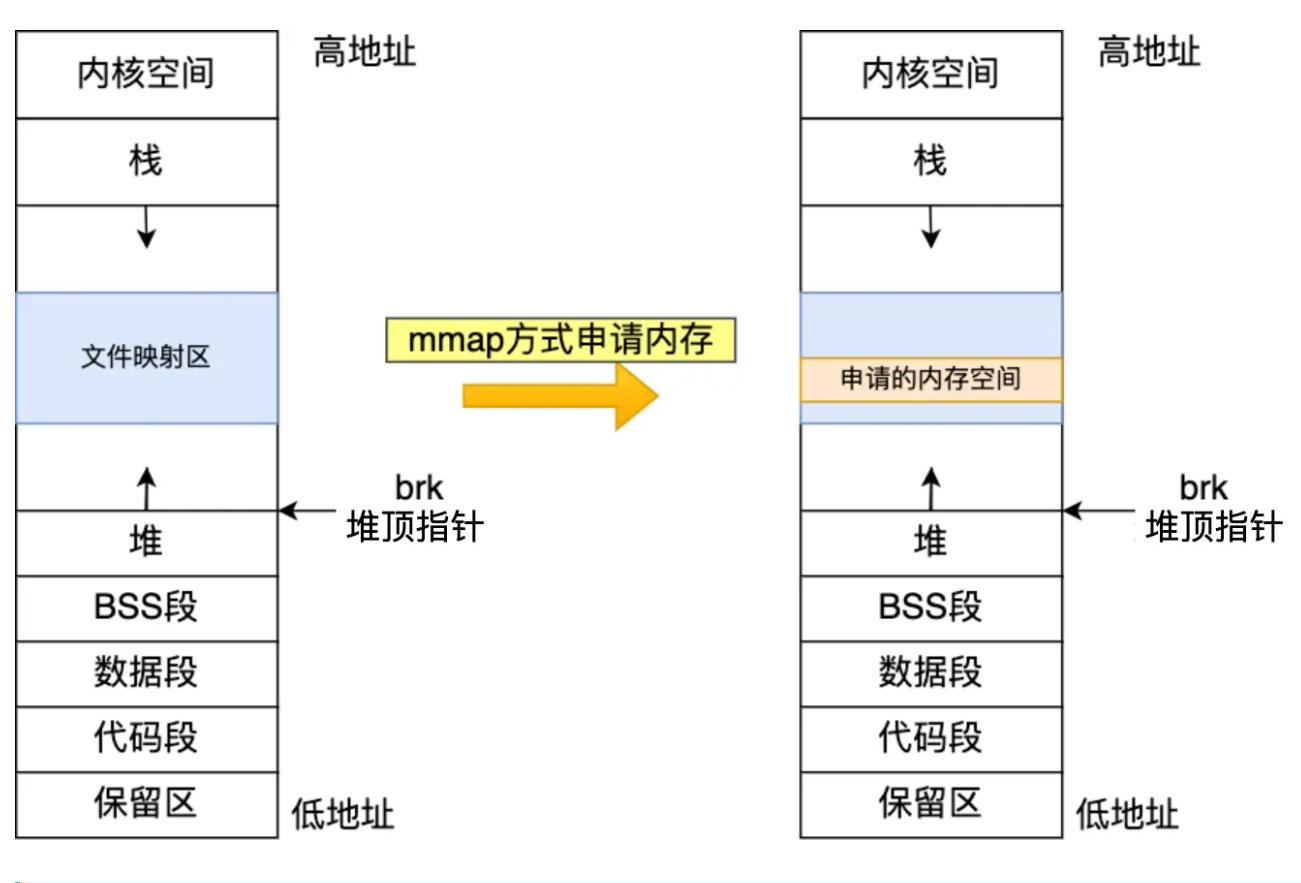 内核空间
高地址
栈
文件映射区
brk
堆顶指针
堆
BSS段
数据段
代码段
保留区
低地址
mmap方式申请内存
内核空间
高地址
栈
申请的内存空间
brk
堆顶指针
堆
BSS段
数据段
代码段
保留区
低地址